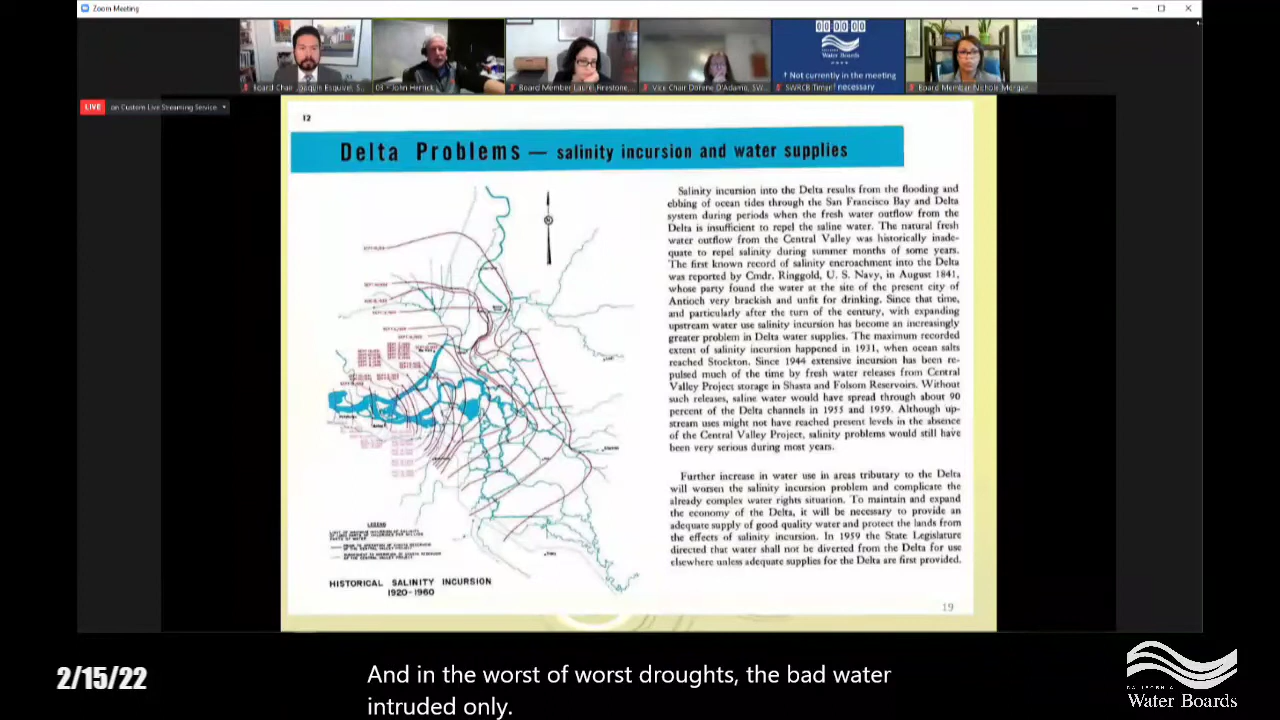 Zoom Meeting
00:00:00
Water Boards
Not currently in the meeting
SWRCB Timer necessary
Board Chair Joaquin Esquivel, S...
03 - John Herrick
Board Member Laurel Firestone,
Vice Chair Dorene D'Adamo, SW...
Board Member Nichole Morgan
LIVE on Custom Live Streaming Service
12
Delta Problems — salinity incursion and water supplies
Salinity incursion into the Delta results from the flooding and
ebbing of ocean tides through the San Francisco Bay and Delta
system during periods when the fresh water outflow from the
Delta is insufficient to repel the saline water. The natural fresh
water outflow from the Central Valley was historically inade-
quate to repel salinity during summer months of some years.
The first known record of salinity encroachment into the Delta
was reported by Cmdr. Ringgold, U. S. Navy, in August 1841,
whose party found the water at the site of the present city of
Antioch very brackish and unfit for drinking. Since that time,
and particularly after the turn of the century, with expanding
upstream water use salinity incursion has become an increasingly
greater problem in Delta water supplies. The maximum recorded
extent of salinity incursion happened in 1931, when ocean salts
reached Stockton. Since 1944 extensive incursion has been re-
pulsed much of the time by fresh water releases from Central
Valley Project storage in Shasta and Folsom Reservoirs. Without
such releases, saline water would have spread through about 90
percent of the Delta channels in 1955 and 1959. Although up-
stream uses might not have reached present levels in the absence
of the Central Valley Project, salinity problems would still have
been very serious during most years.
Further increase in water use in areas tributary to the Delta
will worsen the salinity incursion problem and complicate the
already complex water rights situation. To maintain and expand
the economy of the Delta, it will be necessary to provide an
adequate supply of good quality water and protect the lands from
the effects of salinity incursion. In 1959 the State Legislature
directed that water shall not be diverted from the Delta for use
elsewhere unless adequate supplies for the Delta are first provided.
LEGEND
HISTORICAL SALINITY INCURSION
1920-1960
19
2/15/22
And in the worst of worst droughts, the bad water
intruded only.
CALIFORNIA
Water Boards